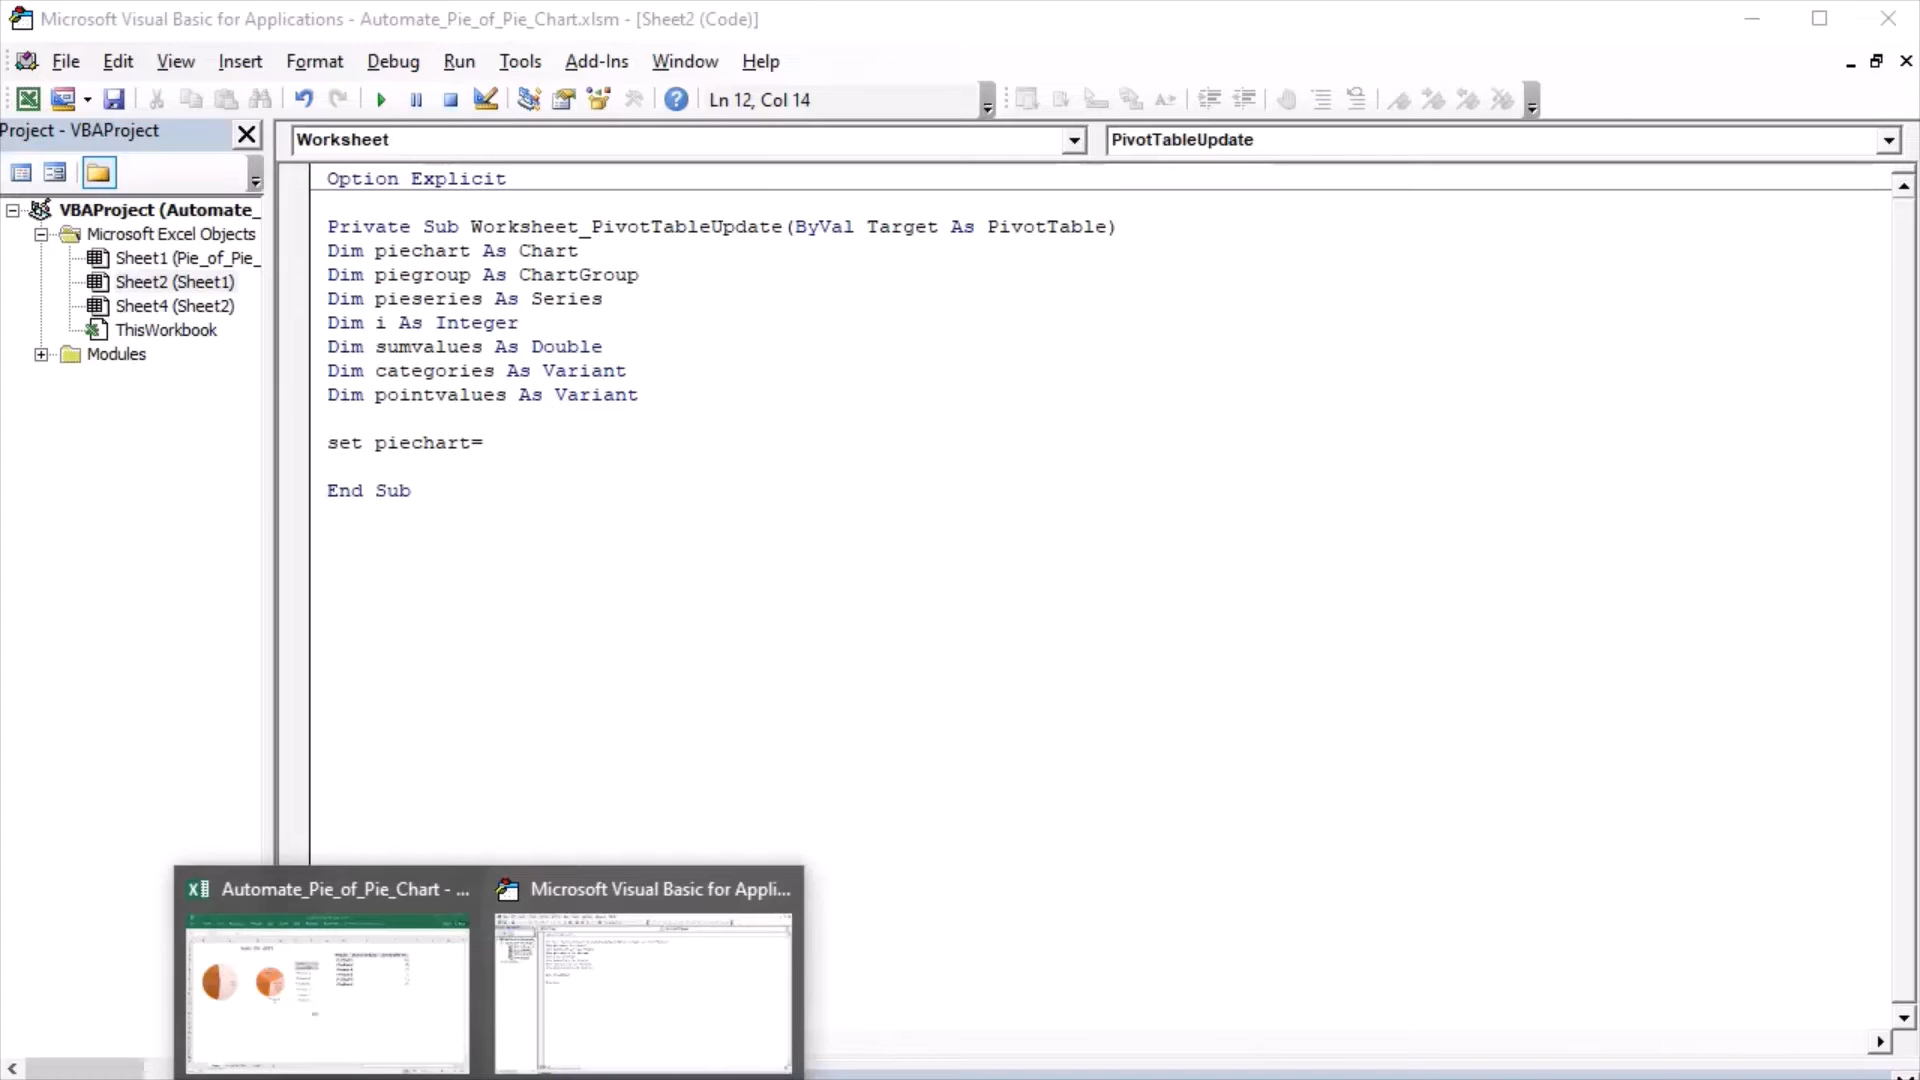 Microsoft Visual Basic for Applications - Automate_Pie_of_Pie_Chart.xlsm - [Sheet2 (Code)]
File Edit View Insert Format Debug Run Tools Add-Ins Window Help
Ln 12, Col 14
Project - VBAProject
Worksheet
PivotTableUpdate
VBAProject (Automate_
Microsoft Excel Objects
Sheet1 (Pie_of_Pie_
Sheet2 (Sheet1)
Sheet4 (Sheet2)
ThisWorkbook
Modules
Option Explicit
Private Sub Worksheet_PivotTableUpdate(ByVal Target As PivotTable)
Dim piechart As Chart
Dim piegroup As ChartGroup
Dim pieseries As Series
Dim i As Integer
Dim sumvalues As Double
Dim categories As Variant
Dim pointvalues As Variant
set piechart=
End Sub
Automate_Pie_of_Pie_Chart - ...
Microsoft Visual Basic for Appli...